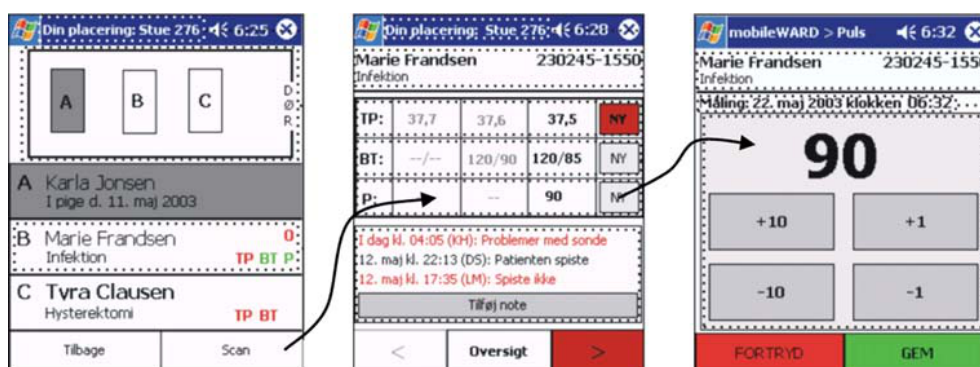 Din placering: Stue 276 6:25
A B C
DØR
A Karla Jonsen
I pige d. 11. maj 2003
B Marie Frandsen 0
Infektion TP BT P
C Tyra Clausen
Hysterektomi TP BT
Tilbage Scan
Din placering: Stue 276 6:28
Marie Frandsen 230245-1550
Infektion
TP: 37,7 37,6 37,5 NY
BT: --/-- 120/90 120/85 NY
P: -- 90 NY
I dag kl. 04:05 (KH): Problemer med sonde
12. maj kl. 22:13 (DS): Patienten spiste
12. maj kl. 17:35 (LM): Spiste ikke
Tilføj note
< Oversigt >
mobileWARD > Puls 6:32
Marie Frandsen 230245-1550
Infektion
Måling: 22. maj 2003 klokken 06:32
90
+10 +1
-10 -1
FORTRYD GEM